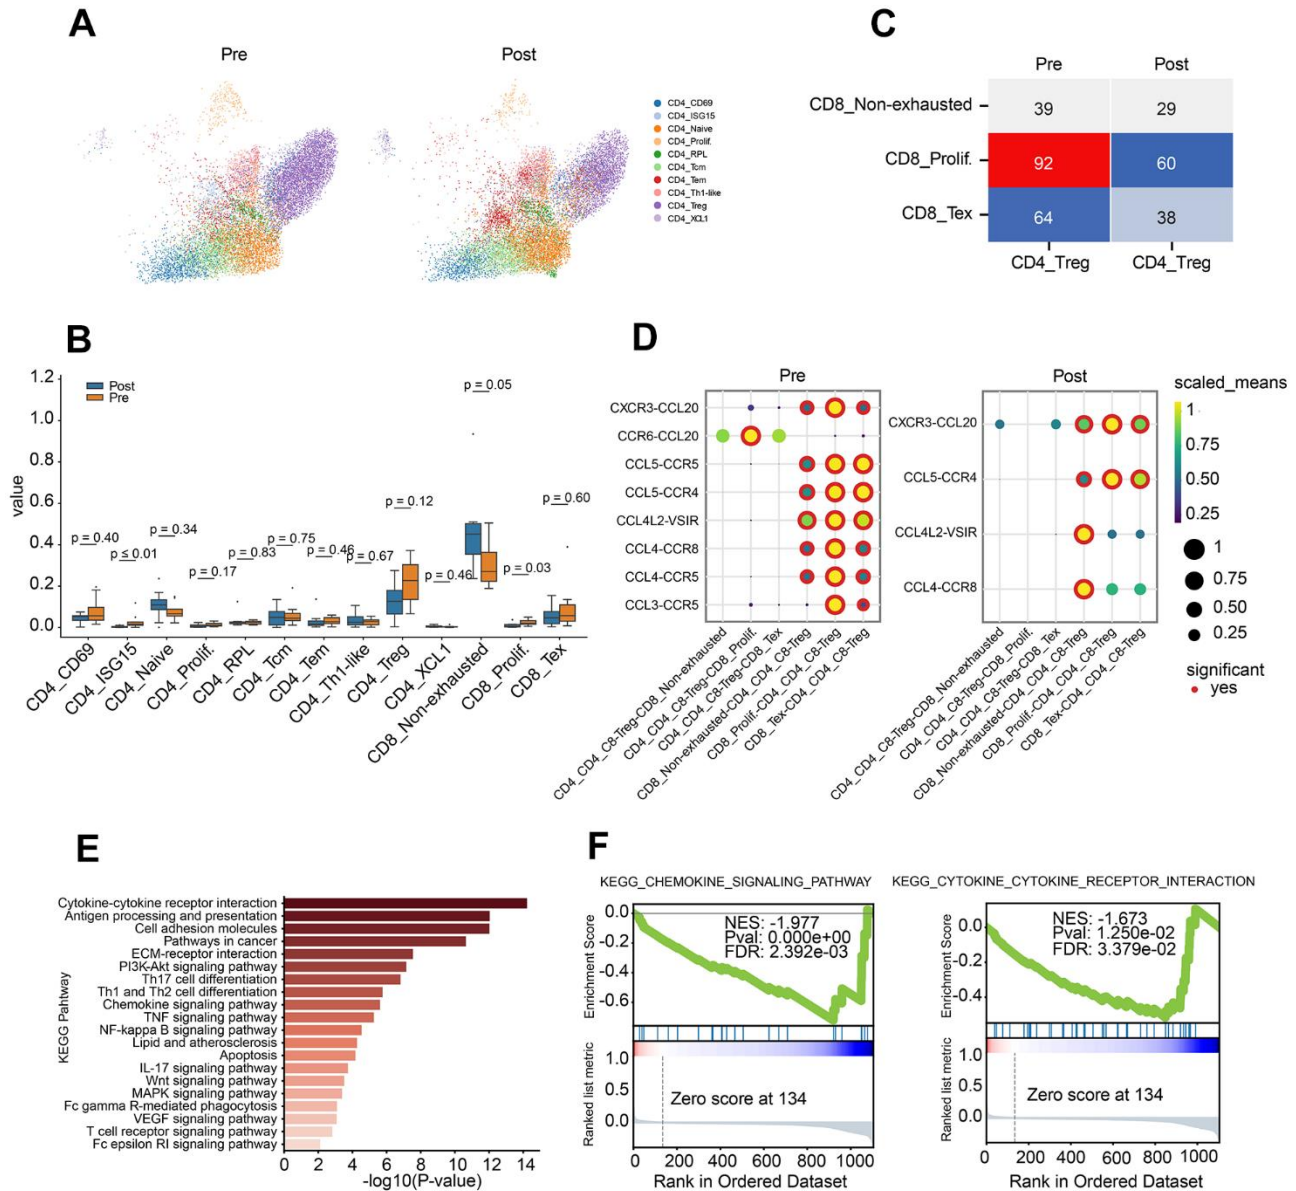 A
Pre
Post
CD4_CD69
CD4_ISG15
CD4_Naive
CD4_Prolif.
CD4_RPL
CD4_Tcm
CD4_Tem
CD4_Th1-like
CD4_Treg
CD4_XCL1
C
Pre
Post
CD8_Non-exhausted
39
29
CD8_Prolif.
92
60
CD8_Tex
64
38
CD4_Treg
CD4_Treg
B
Post
Pre
value
1.2
1.0
0.8
0.6
0.4
0.2
0.0
p = 0.40
p ≤ 0.01
p = 0.34
p = 0.17
p = 0.83
p = 0.75
p = 0.46
p = 0.67
p = 0.12
p = 0.46
p = 0.05
p = 0.03
p = 0.60
CD4_CD69
CD4_ISG15
CD4_Naive
CD4_Prolif.
CD4_RPL
CD4_Tcm
CD4_Tem
CD4_Th1-like
CD4_Treg
CD4_XCL1
CD8_Non-exhausted
CD8_Prolif.
CD8_Tex
D
Pre
CXCR3-CCL20
CCR6-CCL20
CCL5-CCR5
CCL5-CCR4
CCL4L2-VSIR
CCL4-CCR8
CCL4-CCR5
CCL3-CCR5
CD4_CD4_C8-Treg-CD8_Non-exhausted
CD4_CD4_C8-Treg-CD8_Prolif.
CD4_CD4_C8-Treg-CD8_Tex
CD8_Non-exhausted-CD4_CD4_C8-Treg
CD8_Prolif.-CD4_CD4_C8-Treg
CD8_Tex-CD4_CD4_C8-Treg
Post
CXCR3-CCL20
CCL5-CCR4
CCL4L2-VSIR
CCL4-CCR8
CD4_CD4_C8-Treg-CD8_Non-exhausted
CD4_CD4_C8-Treg-CD8_Prolif.
CD4_CD4_C8-Treg-CD8_Tex
CD8_Non-exhausted-CD4_CD4_C8-Treg
CD8_Prolif.-CD4_CD4_C8-Treg
CD8_Tex-CD4_CD4_C8-Treg
scaled_means
1
0.75
0.50
0.25
1
0.75
0.50
0.25
significant
yes
E
KEGG Pahtway
Cytokine-cytokine receptor interaction
Antigen processing and presentation
Cell adhesion molecules
Pathways in cancer
ECM-receptor interaction
PI3K-Akt signaling pathway
Th17 cell differentiation
Th1 and Th2 cell differentiation
Chemokine signaling pathway
TNF signaling pathway
NF-kappa B signaling pathway
Lipid and atherosclerosis
Apoptosis
IL-17 signaling pathway
Wnt signaling pathway
MAPK signaling pathway
Fc gamma R-mediated phagocytosis
VEGF signaling pathway
T cell receptor signaling pathway
Fc epsilon RI signaling pathway
0 2 4 6 8 10 12 14
-log10(P-value)
F
KEGG_CHEMOKINE_SIGNALING_PATHWAY
Enrichment Score
0.0
-0.2
-0.4
-0.6
NES: -1.977
Pval: 0.000e+00
FDR: 2.392e-03
Ranked list metric
1.0
0.5
0.0
Zero score at 134
0 200 400 600 800 1000
Rank in Ordered Dataset
KEGG_CYTOKINE_CYTOKINE_RECEPTOR_INTERACTION
Enrichment Score
0.0
-0.2
-0.4
NES: -1.673
Pval: 1.250e-02
FDR: 3.379e-02
Ranked list metric
1.0
0.5
0.0
Zero score at 134
0 200 400 600 800 1000
Rank in Ordered Dataset